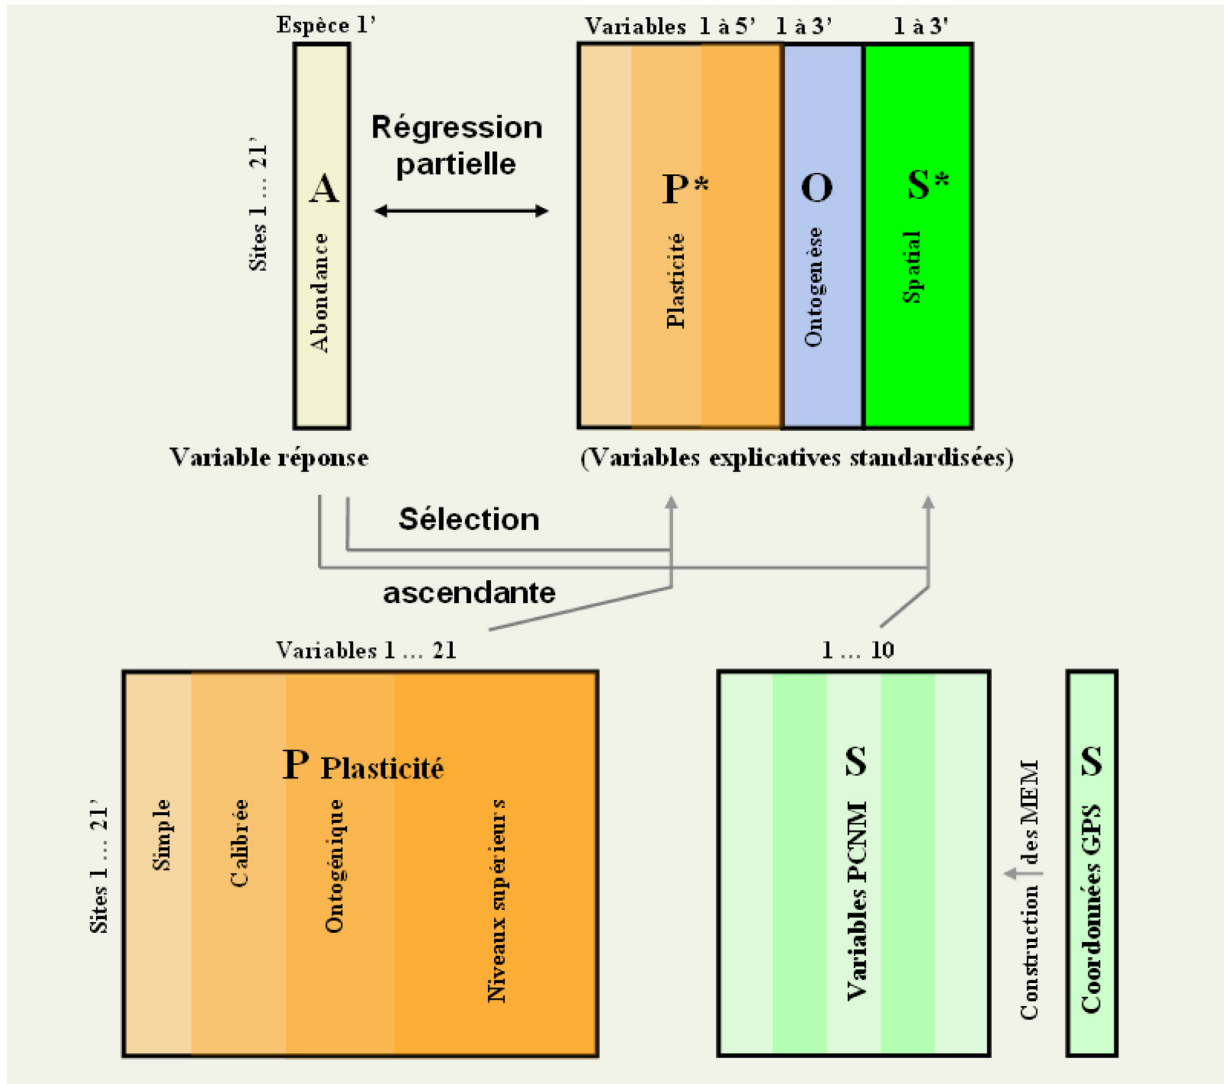 Espèce 1’
Variables 1 à 5’ 1 à 3’ 1 à 3'
Sites 1 … 21’
A
Abondance
Régression
partielle
P*
Plasticité
O
Ontogenèse
S*
Spatial
Variable réponse
(Variables explicatives standardisées)
Sélection
ascendante
Variables 1 … 21
1 … 10
Sites 1 … 21’
P Plasticité
Simple
Calibrée
Ontogénique
Niveaux supérieurs
S
Variables PCNM
Construction des MEM
S
Coordonnées GPS